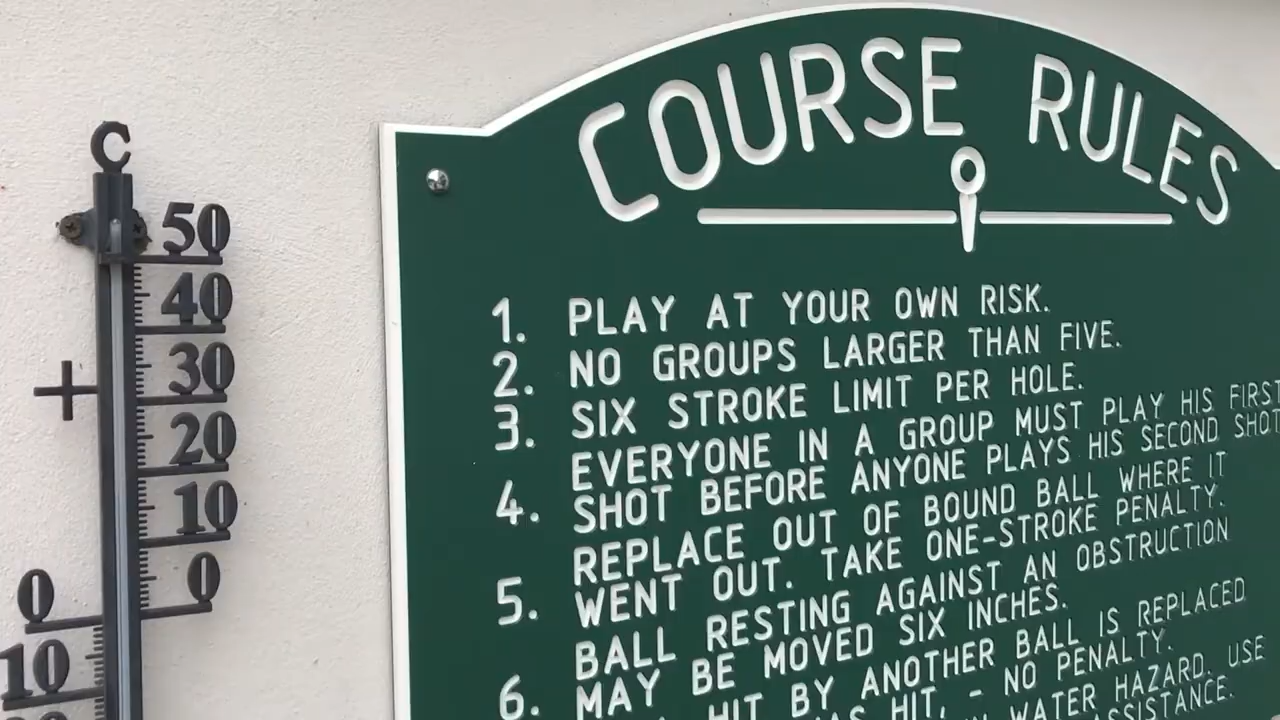 C
50
40
+
30
20
10
0
0
10
COURSE RULES
1. PLAY AT YOUR OWN RISK.
2. NO GROUPS LARGER THAN FIVE.
3. SIX STROKE LIMIT PER HOLE.
4. EVERYONE IN A GROUP MUST PLAY HIS FIRST
SHOT BEFORE ANYONE PLAYS HIS SECOND SHOT
5. REPLACE OUT OF BOUND BALL WHERE IT
WENT OUT. TAKE ONE-STROKE PENALTY.
6. BALL RESTING AGAINST AN OBSTRUCTION
MAY BE MOVED SIX INCHES.
HIT BY ANOTHER BALL IS REPLACED
HIT, - NO PENALTY.
WATER HAZARD. USE